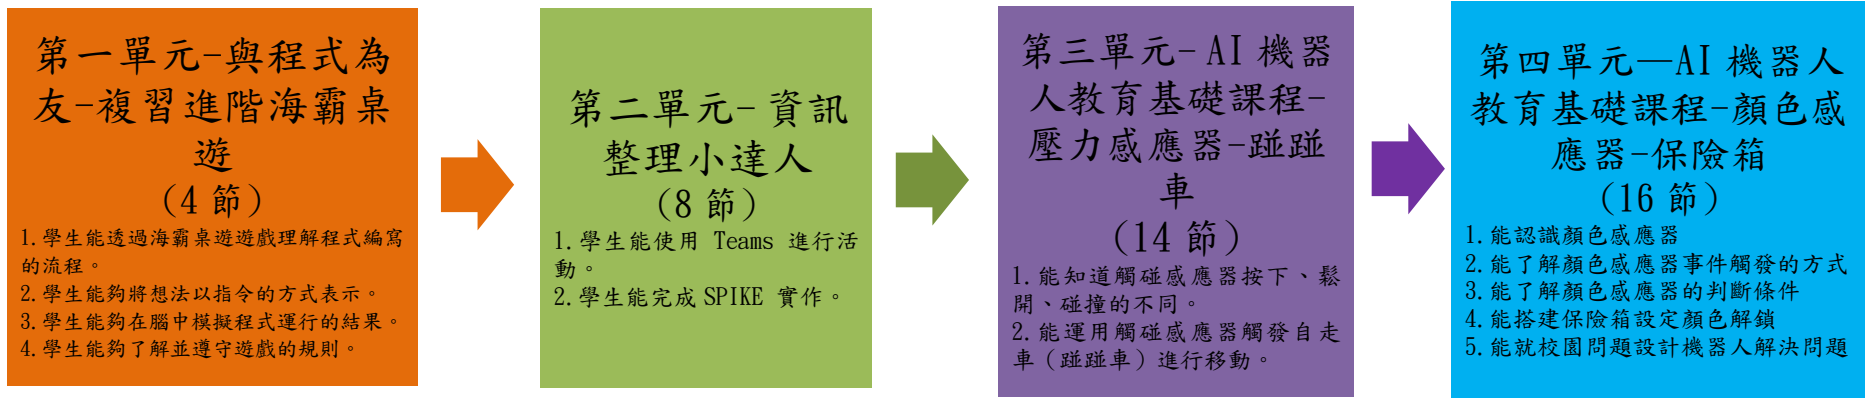 第一單元-與程式為
友-複習進階海霸桌
遊
(4 節)
1.學生能透過海霸桌遊遊戲理解程式編寫
的流程。
2.學生能夠將想法以指令的方式表示。
3.學生能夠在腦中模擬程式運行的結果。
4.學生能夠了解並遵守遊戲的規則。
第二單元- 資訊
整理小達人
(8 節)
1.學生能使用 Teams 進行活
動。
2.學生能完成 SPIKE 實作。
第三單元- AI 機器
人教育基礎課程-
壓力感應器-踫踫
車
(14 節)
1.能知道觸碰感應器按下、鬆
開、碰撞的不同。
2.能運用觸碰感應器觸發自走
車（踫踫車）進行移動。
第四單元—AI 機器人
教育基礎課程-顏色感
應器-保險箱
(16 節)
1.能認識顏色感應器
2.能了解顏色感應器事件觸發的方式
3.能了解顏色感應器的判斷條件
4.能搭建保險箱設定顏色解鎖
5.能就校園問題設計機器人解決問題